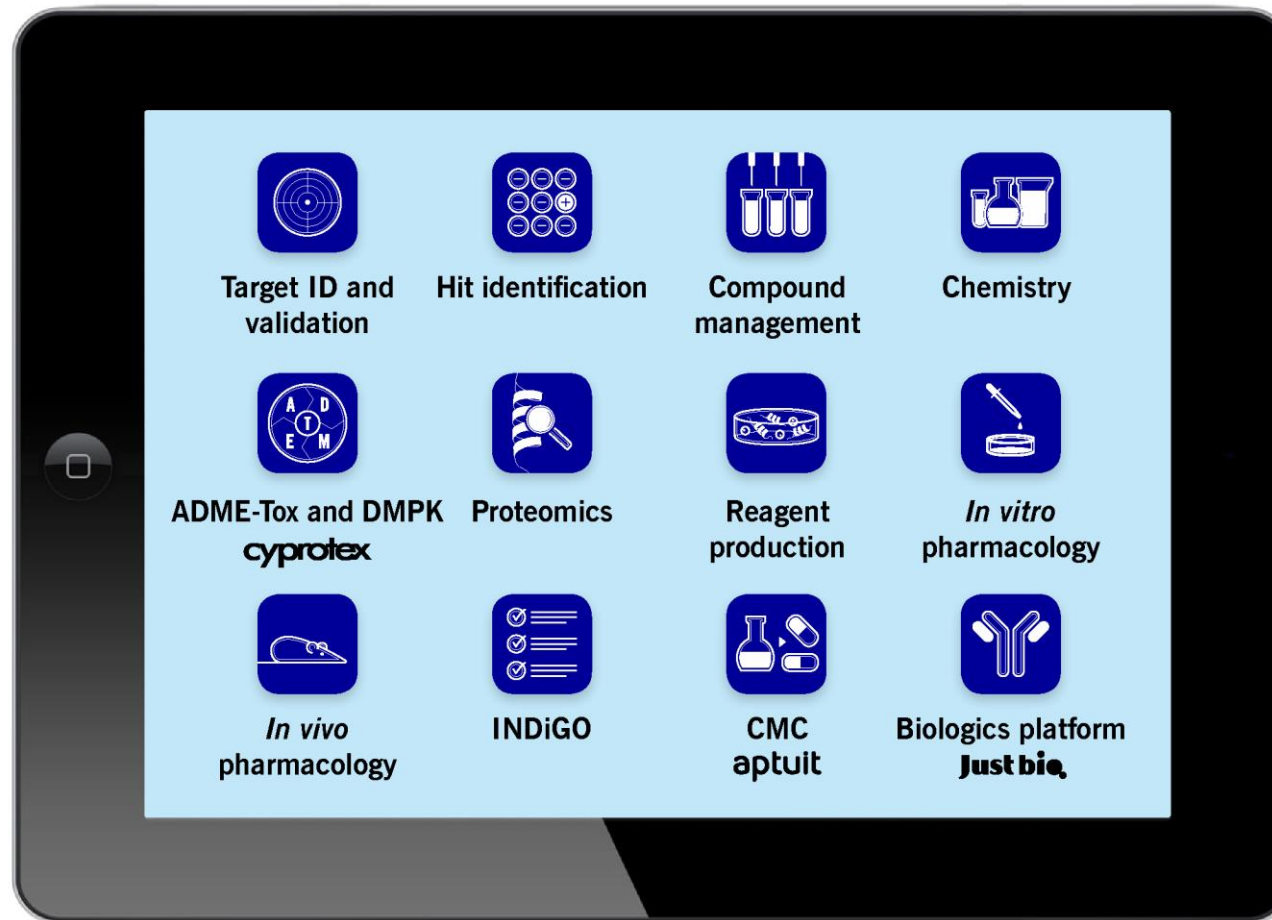 Target ID and
validation
Hit identification
Compound
management
Chemistry
A D
T
E M
ADME-Tox and DMPK
cyprotex
Proteomics
Reagent
production
In vitro
pharmacology
In vivo
pharmacology
INDiGO
CMC
aptuit
Biologics platform
Just bio.